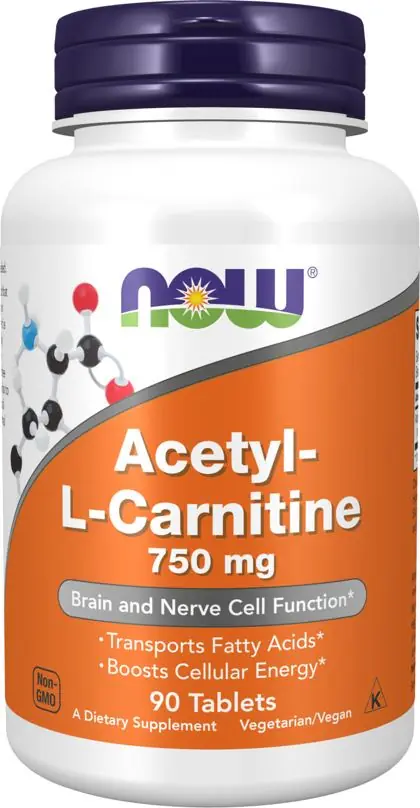 NOW®
Acetyl-
L-Carnitine
750 mg
Brain and Nerve Cell Function*
•Transports Fatty Acids*
•Boosts Cellular Energy*
90 Tablets
Non-
GMO
A Dietary Supplement Vegetarian/Vegan
K